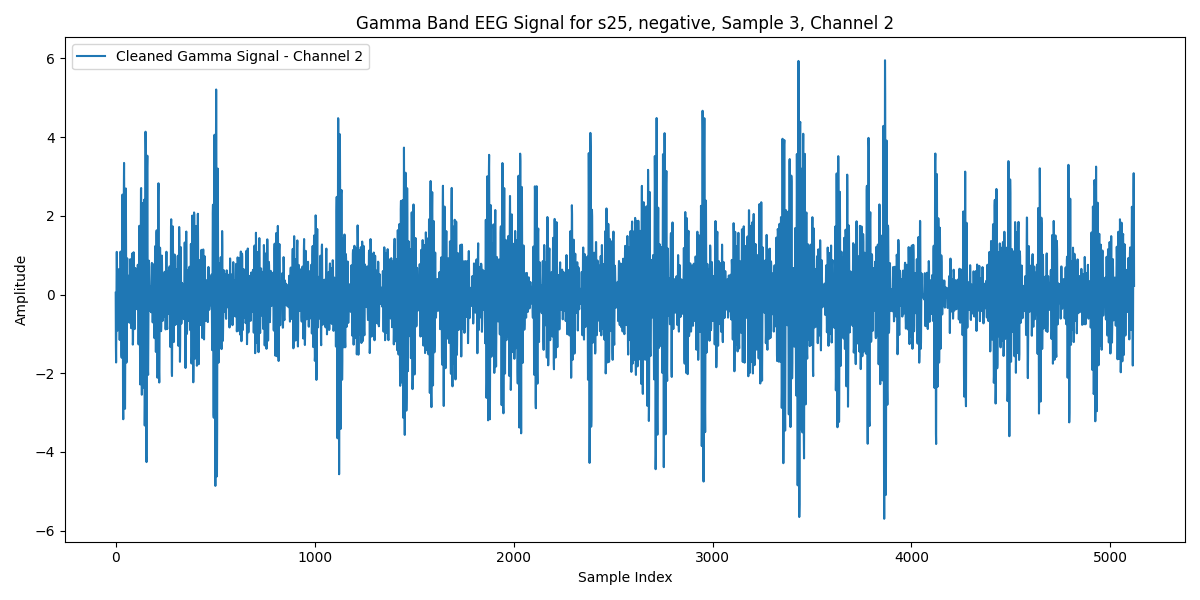 Gamma Band EEG Signal for s25, negative, Sample 3, Channel 2
Cleaned Gamma Signal - Channel 2
6
4
2
0
−2
−4
−6
Amplitude
0 1000 2000 3000 4000 5000
Sample Index